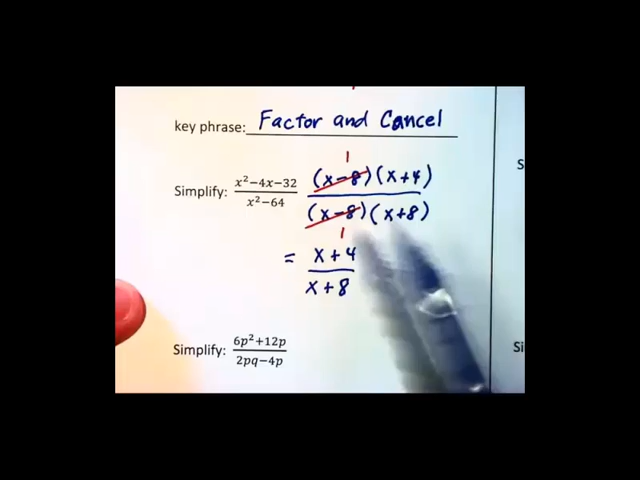 key phrase: Factor and Cancel
1
Simplify: x²−4x−32 / x²−64 (x−8)(x+4) / (x−8)(x+8)
1
= x+4 / x+8
Simplify: 6p²+12p / 2pq−4p
S
Si